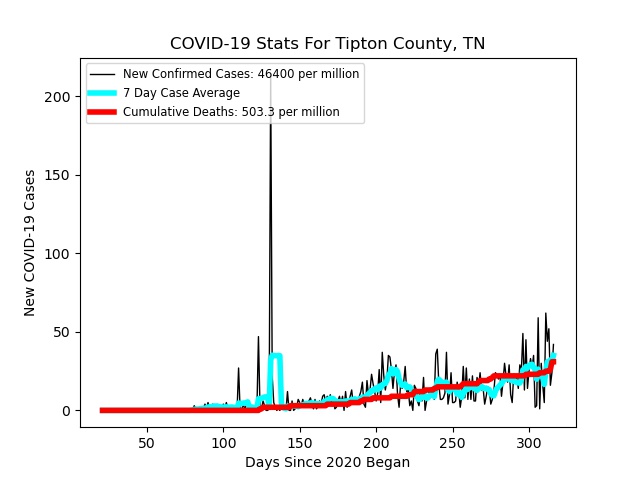 COVID-19 Stats For Tipton County, TN
New Confirmed Cases: 46400 per million
7 Day Case Average
Cumulative Deaths: 503.3 per million
New COVID-19 Cases
200
150
100
50
0
50 100 150 200 250 300
Days Since 2020 Began